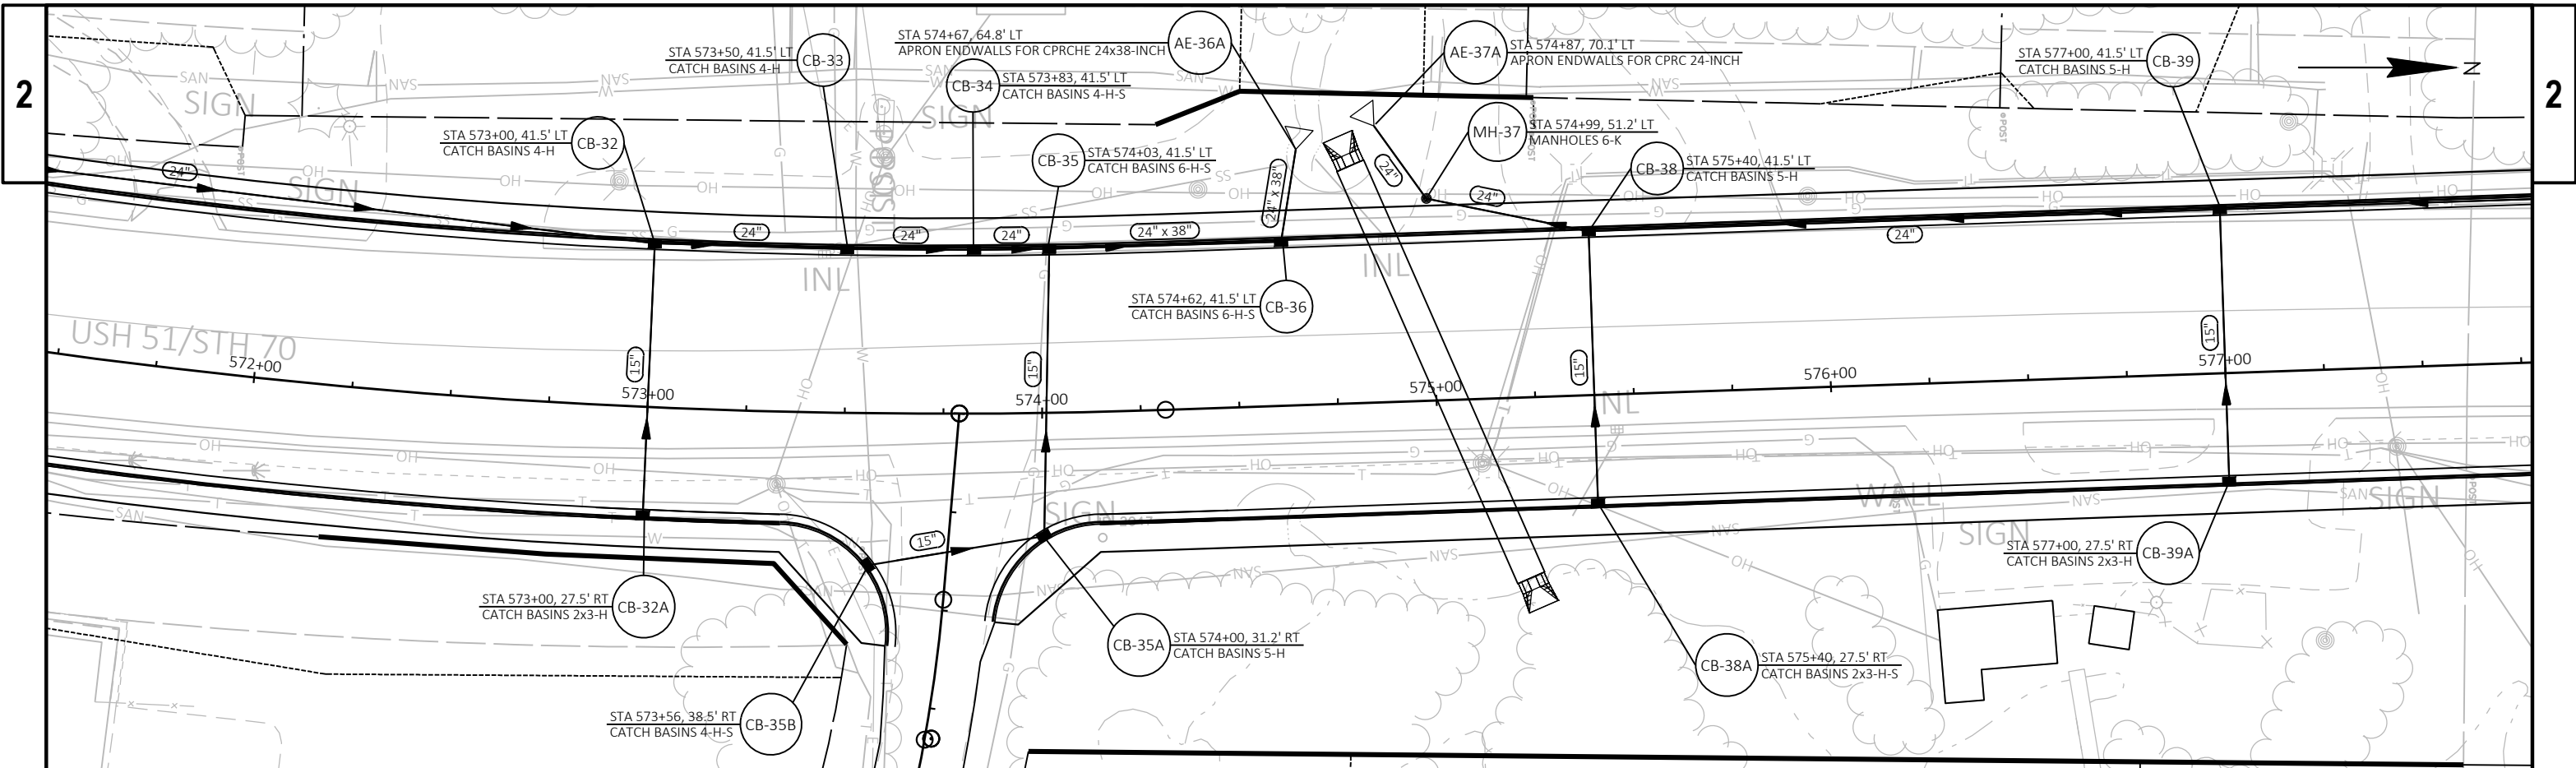 2
2
N
STA 573+50, 41.5' LT
CATCH BASINS 4-H
CB-33
STA 574+67, 64.8' LT
APRON ENDWALLS FOR CPRCHE 24x38-INCH
AE-36A
AE-37A
STA 574+87, 70.1' LT
APRON ENDWALLS FOR CPRC 24-INCH
STA 577+00, 41.5' LT
CATCH BASINS 5-H
CB-39
CB-34
STA 573+83, 41.5' LT
CATCH BASINS 4-H-S
STA 573+00, 41.5' LT
CATCH BASINS 4-H
CB-32
CB-35
STA 574+03, 41.5' LT
CATCH BASINS 6-H-S
MH-37
STA 574+99, 51.2' LT
MANHOLES 6-K
CB-38
STA 575+40, 41.5' LT
CATCH BASINS 5-H
SIGN
SIGN
SIGN
24"
24"
24"
24"
24" x 38"
24" x 38"
24"
24"
24"
INL
INL
STA 574+62, 41.5' LT
CATCH BASINS 6-H-S
CB-36
USH 51/STH 70
15"
15"
15"
15"
572+00
573+00
574+00
575+00
576+00
577+00
INL
SIGN
WALL
SIGN
SIGN
15"
STA 573+00, 27.5' RT
CATCH BASINS 2x3-H
CB-32A
STA 577+00, 27.5' RT
CATCH BASINS 2x3-H
CB-39A
CB-35A
STA 574+00, 31.2' RT
CATCH BASINS 5-H
CB-38A
STA 575+40, 27.5' RT
CATCH BASINS 2x3-H-S
STA 573+56, 38.5' RT
CATCH BASINS 4-H-S
CB-35B